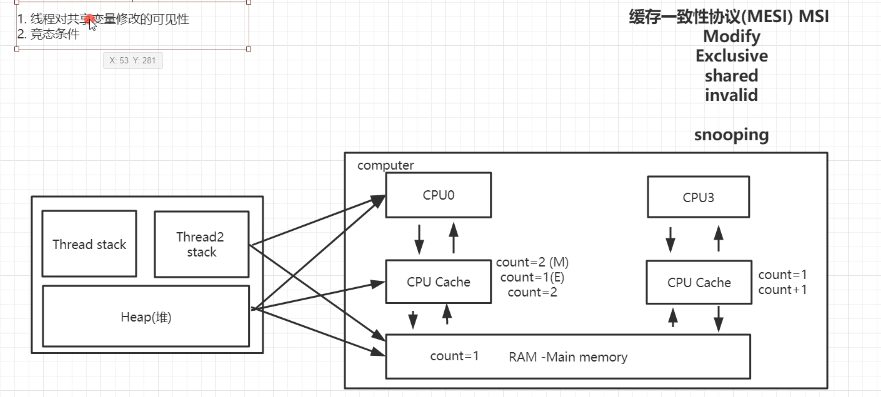 1. 线程对共享变量修改的可见性
2. 竞态条件
X: 53 Y: 281
缓存一致性协议(MESI) MSI
Modify
Exclusive
shared
invalid
snooping
computer
CPU0
CPU3
Thread stack
Thread2
stack
CPU Cache
count=2 (M)
count=1(E)
count=2
CPU Cache
count=1
count+1
Heap(堆)
count=1
RAM -Main memory